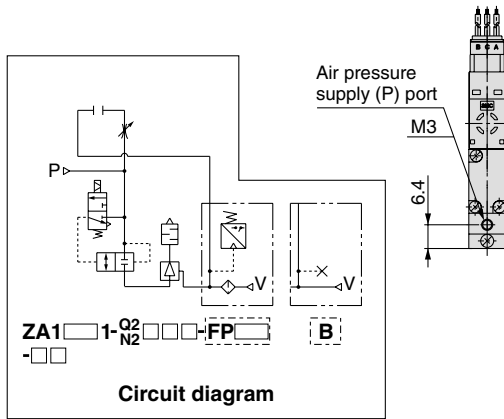 B C A
Air pressure
supply (P) port
M3
6.4
P
V
V
ZA1□□1-Q2/N2□□□-FP□□ B
-□□
Circuit diagram